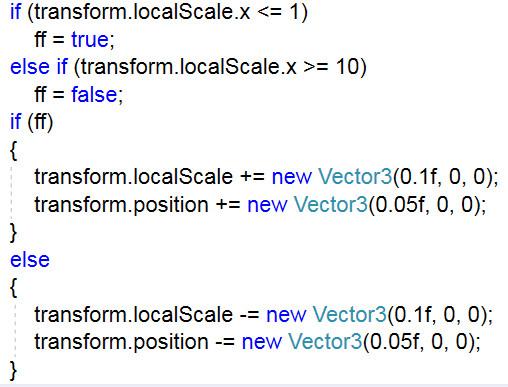 if (transform.localScale.x <= 1)
ff = true;
else if (transform.localScale.x >= 10)
ff = false;
if (ff)
{
transform.localScale += new Vector3(0.1f, 0, 0);
transform.position += new Vector3(0.05f, 0, 0);
}
else
{
transform.localScale -= new Vector3(0.1f, 0, 0);
transform.position -= new Vector3(0.05f, 0, 0);
}